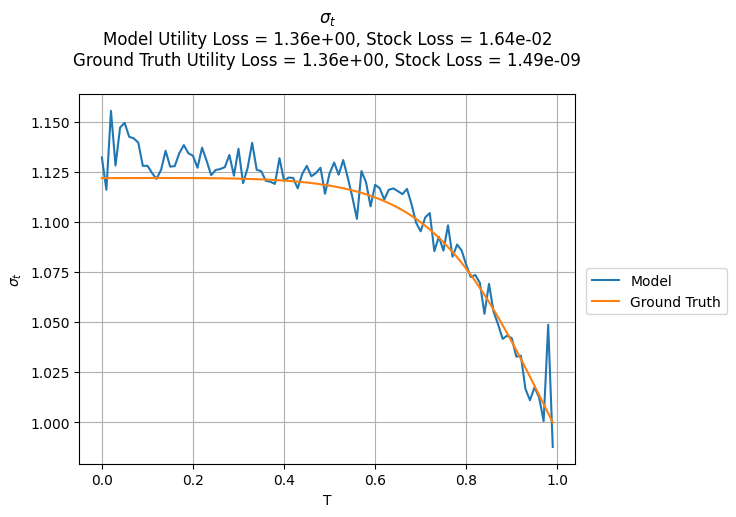 σ_t
Model Utility Loss = 1.36e+00, Stock Loss = 1.64e-02
Ground Truth Utility Loss = 1.36e+00, Stock Loss = 1.49e-09
1.150
1.125
1.100
1.075
1.050
1.025
1.000
σ_t
0.0 0.2 0.4 0.6 0.8 1.0
T
Model
Ground Truth